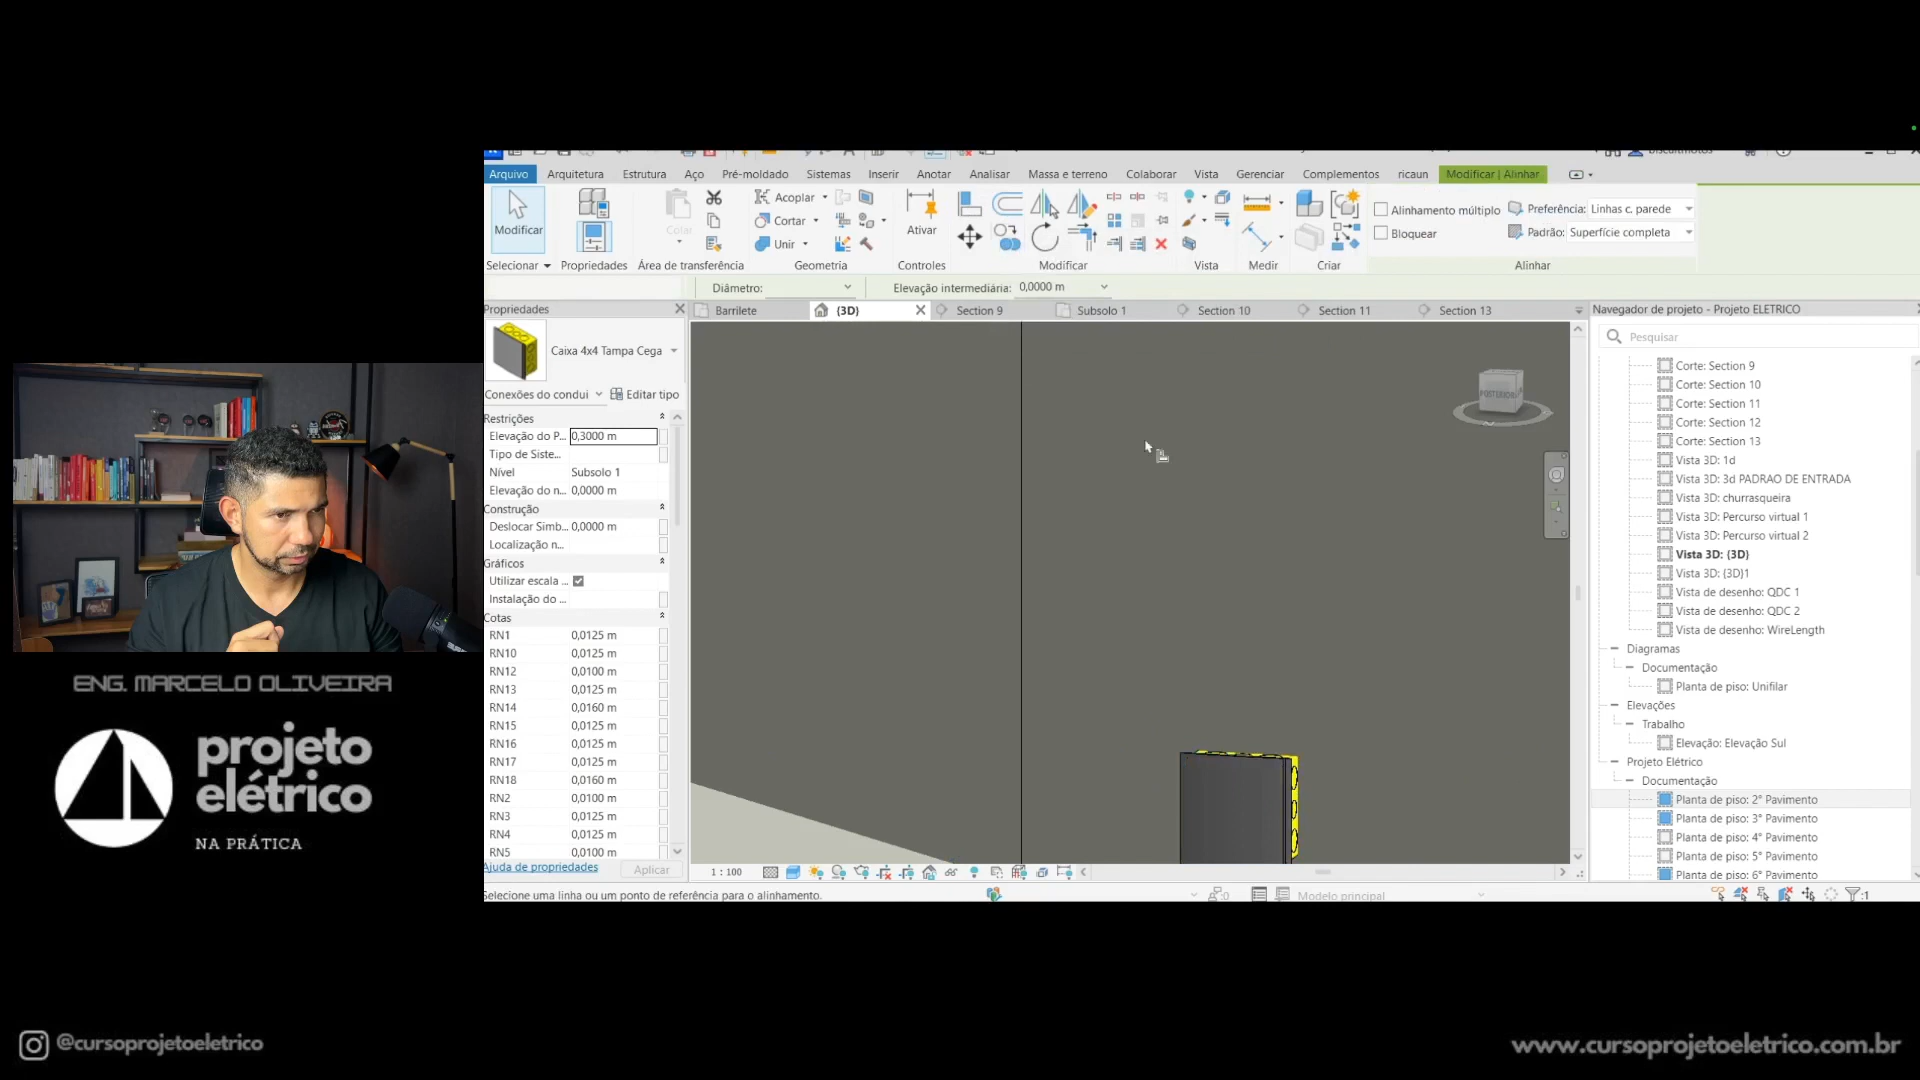 Arquivo
Arquitetura
Estrutura
Aço
Pré-moldado
Sistemas
Inserir
Anotar
Analisar
Massa e terreno
Colaborar
Vista
Gerenciar
Complementos
ricaun
Modificar | Alinhar
Modificar
Colar
Acoplar
Cortar
Unir
Ativar
Alinhamento múltiplo
Bloquear
Preferência: Linhas c. parede
Padrão: Superfície completa
Selecionar
Propriedades
Área de transferência
Geometria
Controles
Modificar
Vista
Medir
Criar
Alinhar
Diâmetro:
Elevação intermediária: 0,0000 m
Propriedades
Barrilete
(3D)
Section 9
Subsolo 1
Section 10
Section 11
Section 13
Caixa 4x4 Tampa Cega
Conexões do condui
Editar tipo
Restrições
Elevação do P... 0,3000 m
Tipo de Siste...
Nível Subsolo 1
Elevação do n... 0,0000 m
Construção
Deslocar Simb... 0,0000 m
Localização n...
Gráficos
Utilizar escala ...
Instalação do ...
Cotas
RN1 0,0125 m
RN10 0,0125 m
RN12 0,0100 m
RN13 0,0125 m
RN14 0,0160 m
RN15 0,0125 m
RN16 0,0125 m
RN17 0,0125 m
RN18 0,0160 m
RN2 0,0100 m
RN3 0,0125 m
RN4 0,0125 m
RN5 0,0100 m
Ajuda de propriedades
Aplicar
POSTERIOR
1 : 100
Selecione uma linha ou um ponto de referência para o alinhamento.
:0
Modelo principal
:1
Navegador de projeto - Projeto ELETRICO
Pesquisar
Corte: Section 9
Corte: Section 10
Corte: Section 11
Corte: Section 12
Corte: Section 13
Vista 3D: 1d
Vista 3D: 3d PADRAO DE ENTRADA
Vista 3D: churrasqueira
Vista 3D: Percurso virtual 1
Vista 3D: Percurso virtual 2
Vista 3D: {3D}
Vista 3D: {3D}1
Vista de desenho: QDC 1
Vista de desenho: QDC 2
Vista de desenho: WireLength
Diagramas
Documentação
Planta de piso: Unifilar
Elevações
Trabalho
Elevação: Elevação Sul
Projeto Elétrico
Documentação
Planta de piso: 2° Pavimento
Planta de piso: 3° Pavimento
Planta de piso: 4° Pavimento
Planta de piso: 5° Pavimento
Planta de piso: 6° Pavimento
ENG. MARCELO OLIVEIRA
projeto
elétrico
NA PRÁTICA
@cursoprojetoeletrico
www.cursoprojetoeletrico.com.br